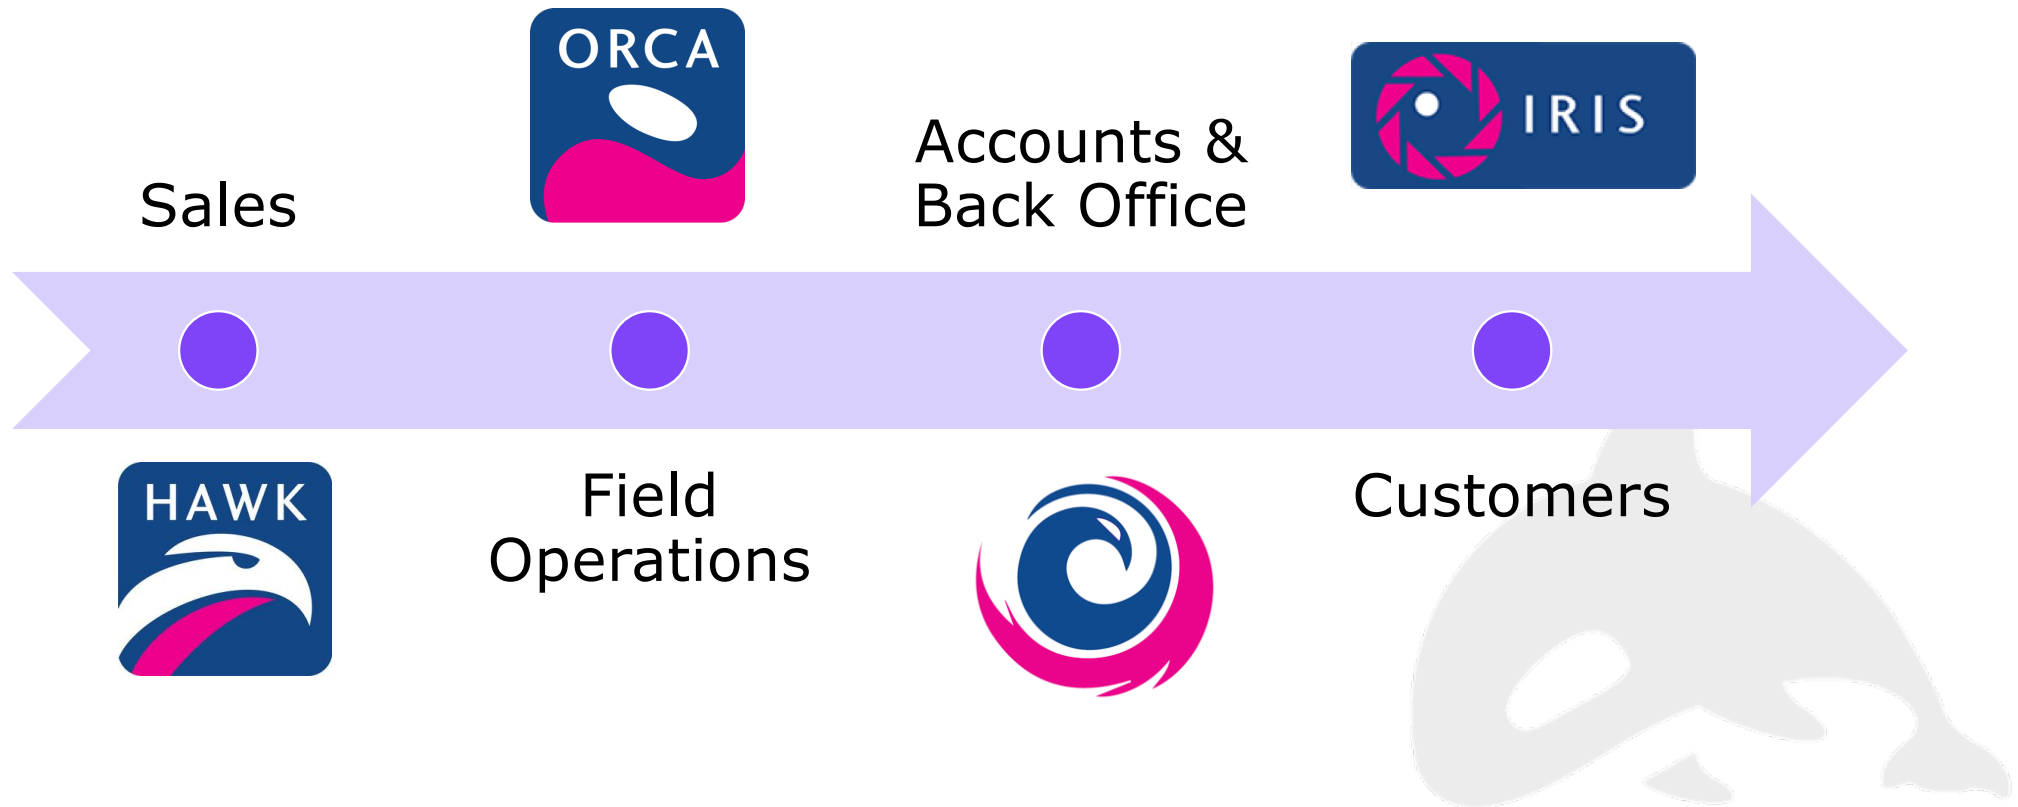 Sales
HAWK
ORCA
Field
Operations
Accounts &
Back Office
IRIS
Customers